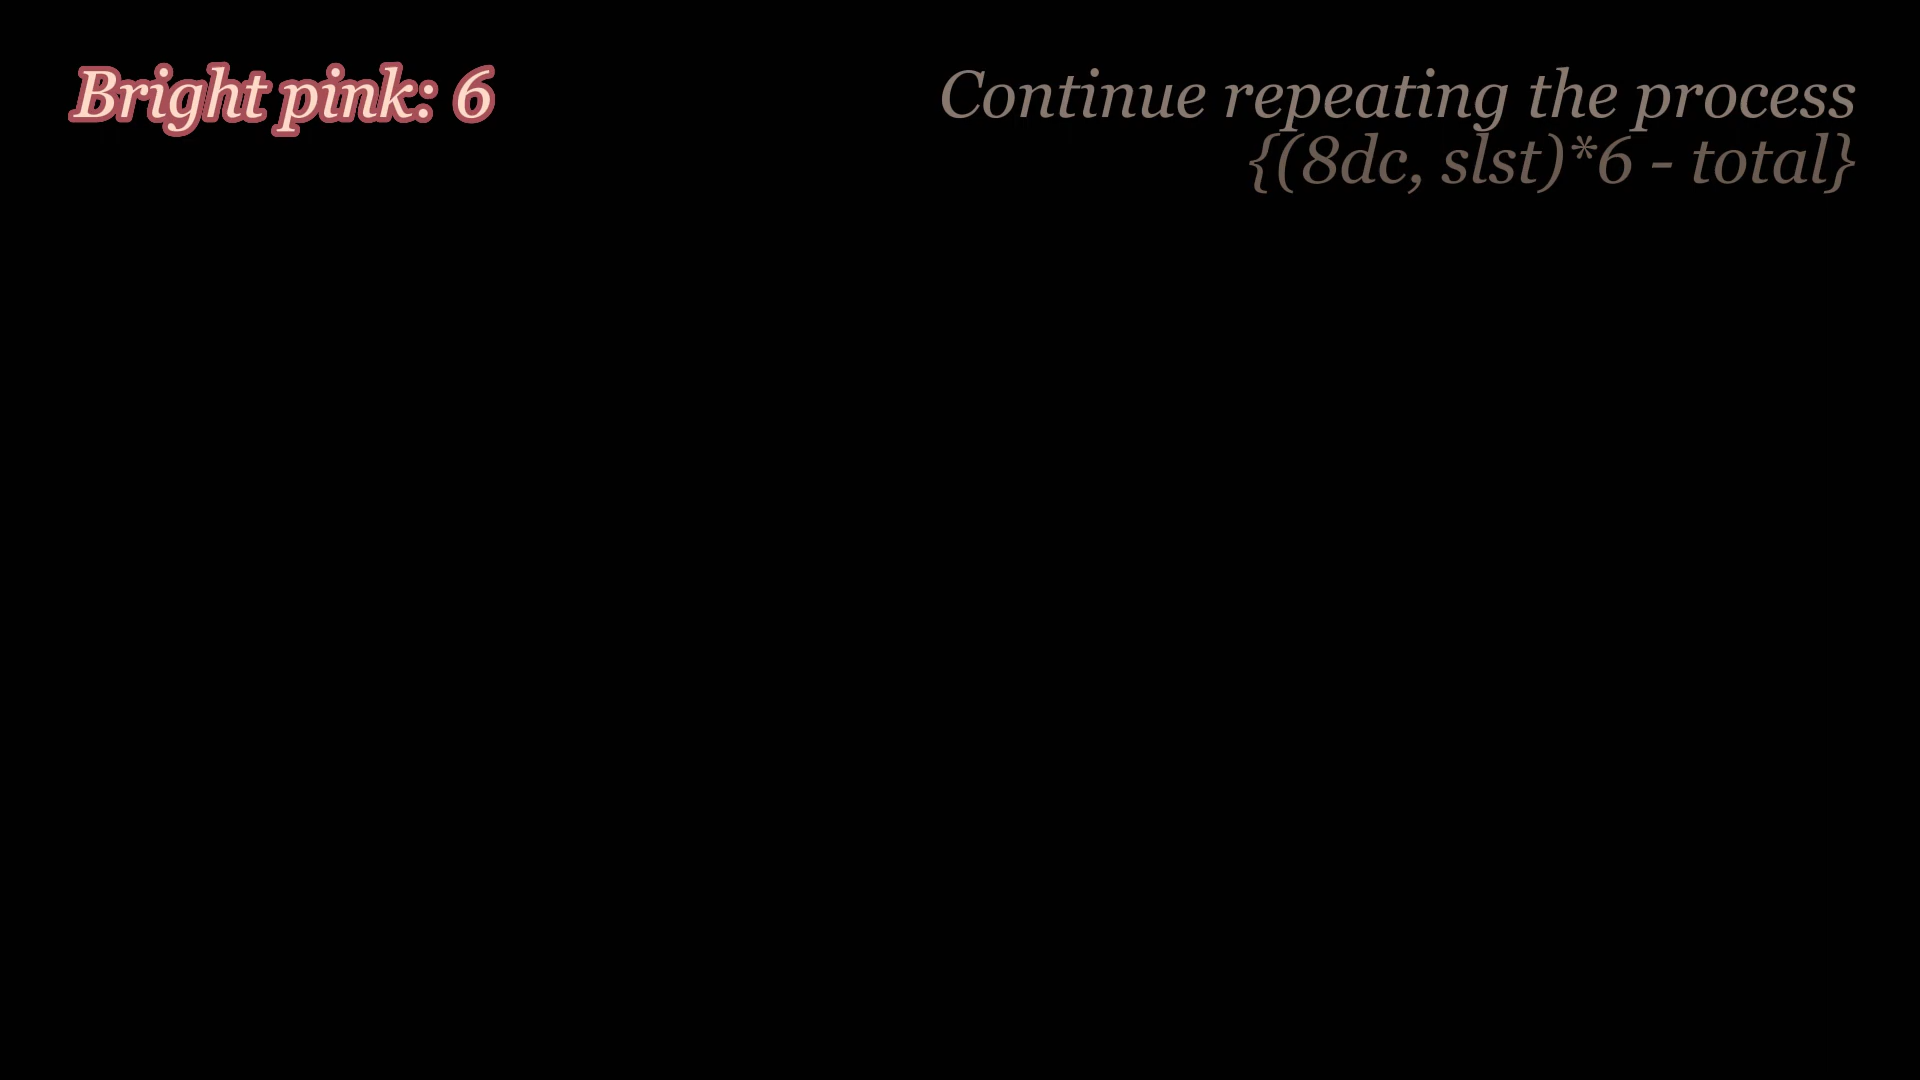 Bright pink: 6
Continue repeating the process
{(8dc, slst)*6 - total}